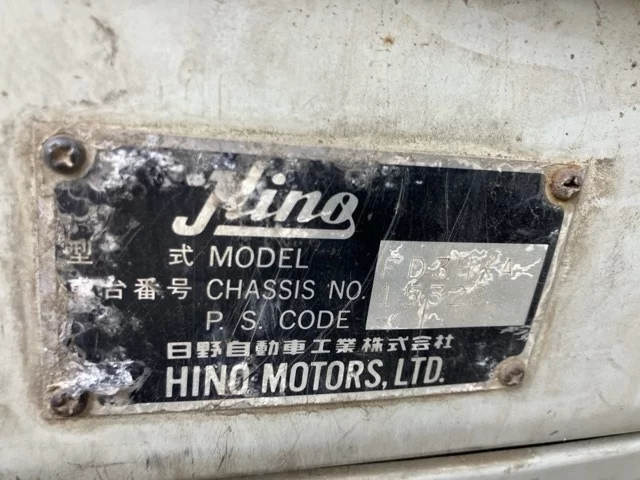 Hino
型 式 MODEL
車台番号 CHASSIS NO.
P. S. CODE
日野自動車工業株式会社
HINO MOTORS, LTD.